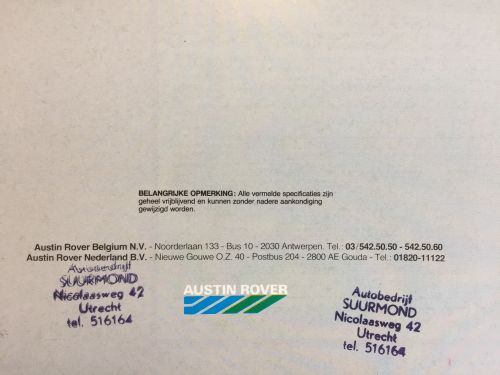 BELANGRIJKE OPMERKING: Alle vermelde specificaties zijn
geheel vrijblijvend en kunnen zonder nadere aankondiging
gewijzigd worden.
Austin Rover Belgium N.V. - Noorderlaan 133 - Bus 10 - 2030 Antwerpen. Tel.: 03/542.50.50 - 542.50.60
Austin Rover Nederland B.V. - Nieuwe Gouwe O.Z. 40 - Postbus 204 - 2800 AE Gouda - Tel.: 01820-11122
Autobedrijf
SUURMOND
Nicolaasweg 42
Utrecht
tel. 516164
AUSTIN ROVER
Autobedrijf
SUURMOND
Nicolaasweg 42
Utrecht
tel. 516164